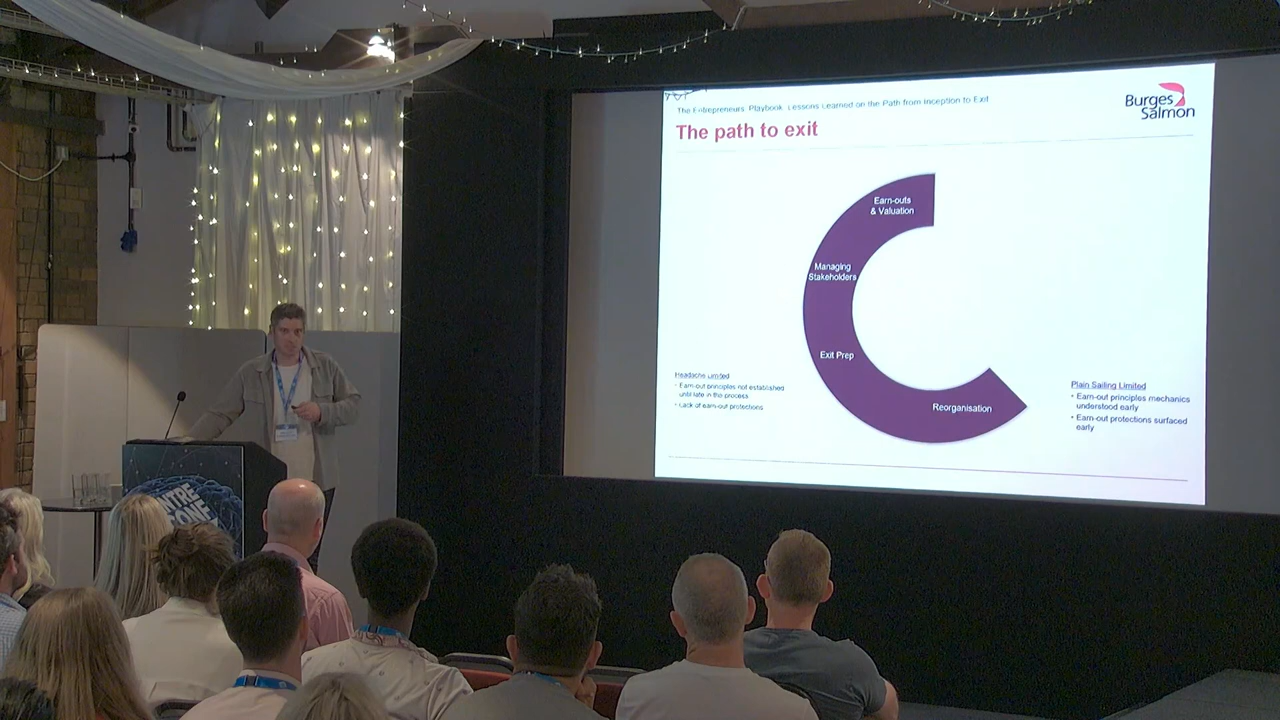 The Entrepreneurs Playbook Lessons Learned on the Path from Inception to Exit
Burges
Salmon
The path to exit
Earn-outs
& Valuation
Managing
Stakeholders
Exit Prep
Reorganisation
Headache Limited
• Earn-out principles not established
until late in the process
• Lack of earn-out protections
Plain Sailing Limited
• Earn-out principles mechanics
understood early
• Earn-out protections surfaced
early